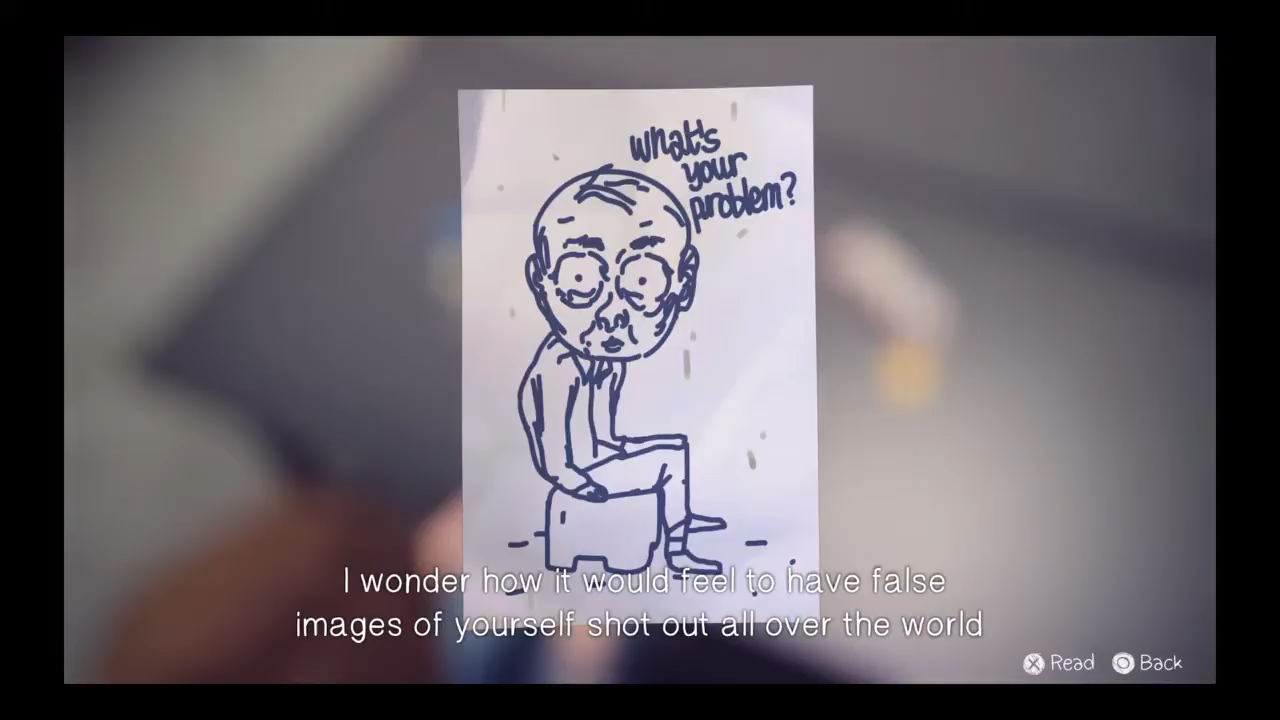 what's
your
problem?
I wonder how it would feel to have false
images of yourself shot out all over the world
Read
Back